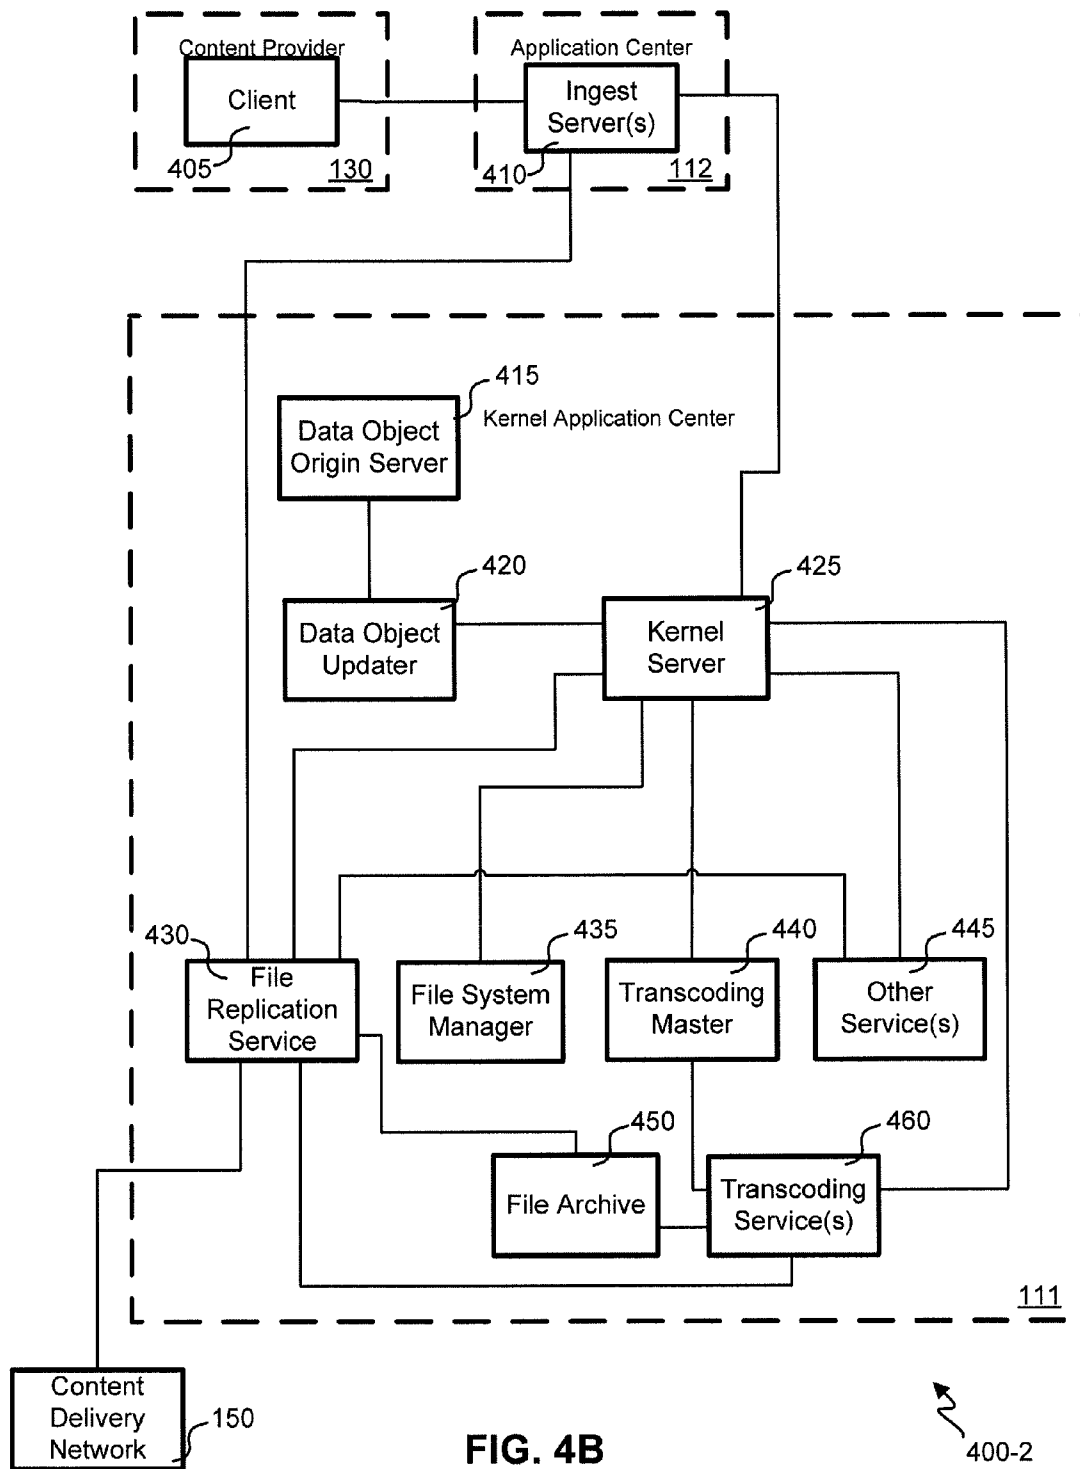 Content Provider
Client
405
130
Application Center
Ingest
Server(s)
410
112
415
Data Object
Origin Server
Kernel Application Center
420
Data Object
Updater
425
Kernel
Server
430
File
Replication
Service
435
File System
Manager
440
Transcoding
Master
445
Other
Service(s)
450
File Archive
460
Transcoding
Service(s)
111
Content
Delivery
Network
150
FIG. 4B
400-2